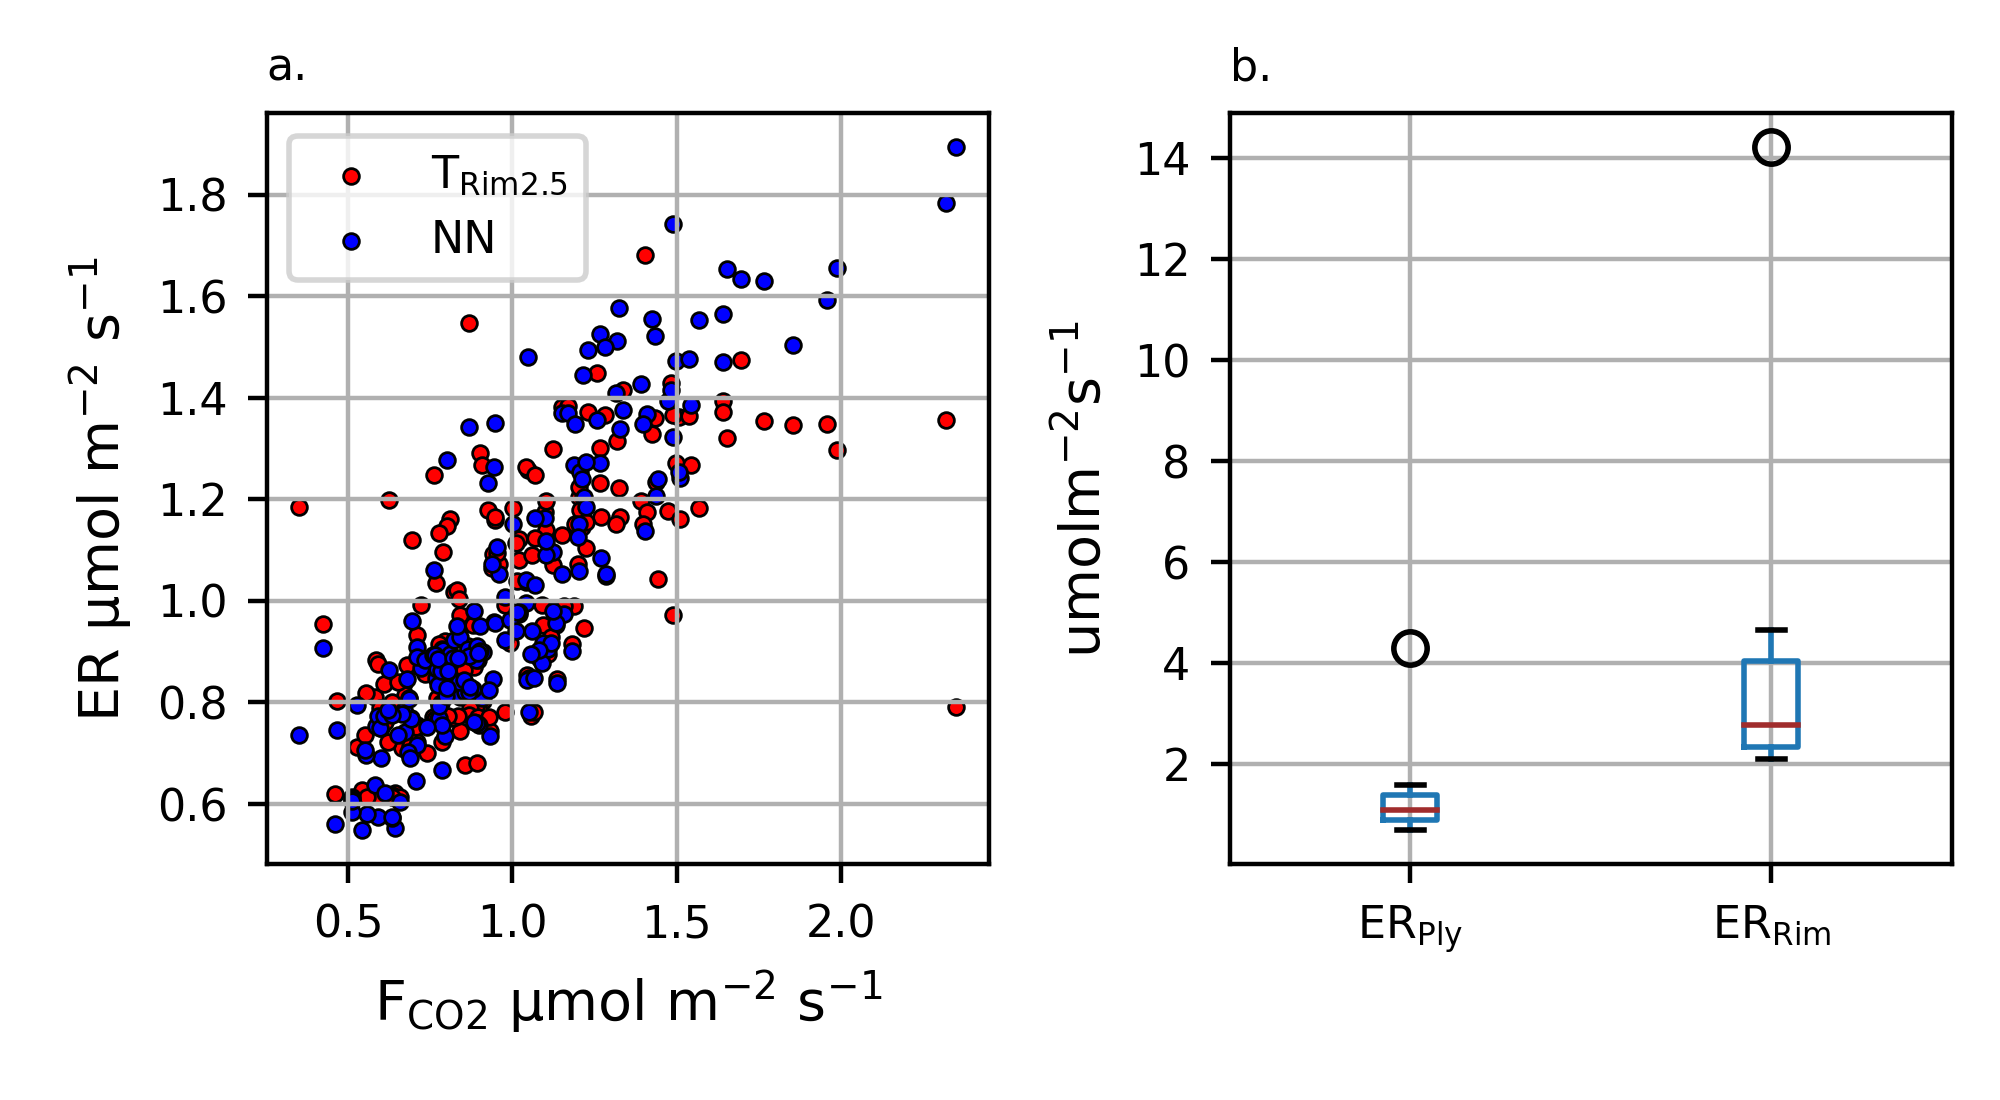 a.
T_Rim2.5
NN
1.8
1.6
1.4
1.2
1.0
0.8
0.6
ER µmol m⁻² s⁻¹
0.5 1.0 1.5 2.0
F_CO2 µmol m⁻² s⁻¹
b.
14
12
10
8
6
4
2
umolm⁻²s⁻¹
ER_Ply ER_Rim